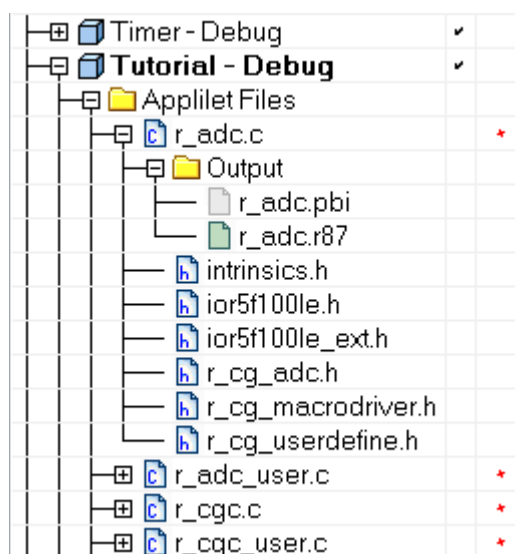 Timer - Debug
Tutorial - Debug
Applilet Files
r_adc.c
Output
r_adc.pbi
r_adc.r87
intrinsics.h
ior5f100le.h
ior5f100le_ext.h
r_cg_adc.h
r_cg_macrodriver.h
r_cg_userdefine.h
r_adc_user.c
r_cgc.c
r_cgc_user.c